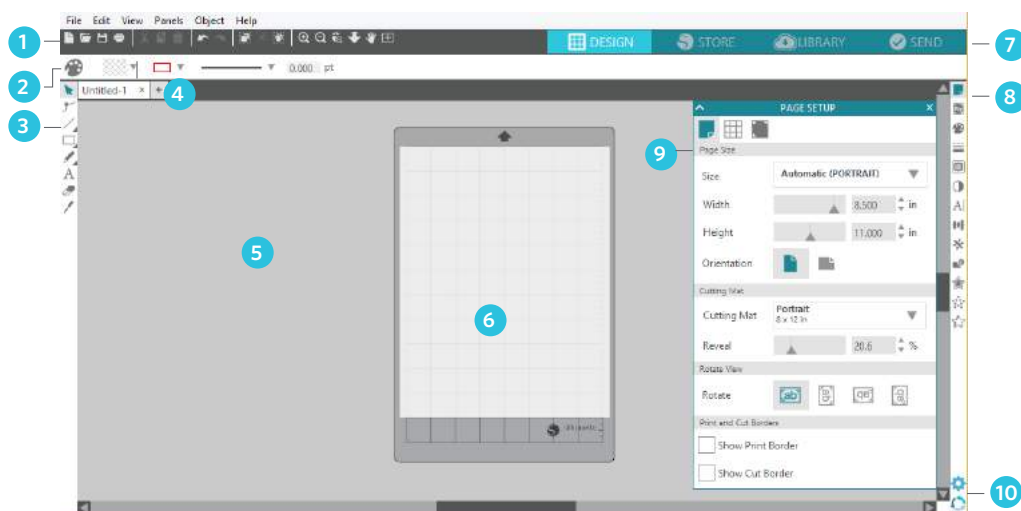 File Edit View Panels Object Help
1
DESIGN
STORE
LIBRARY
SEND
7
2
0.000 pt
Untitled-1 × +
4
8
3
PAGE SETUP ×
9
Page Size
Size Automatic (PORTRAIT)
Width 8.500 in
Height 11.000 in
Orientation
5
Cutting Mat
6
Cutting Mat Portrait
8 x 12 in
Reveal 20.6 %
Rotate View
Rotate
Print and Cut Borders
Show Print Border
Show Cut Border
10